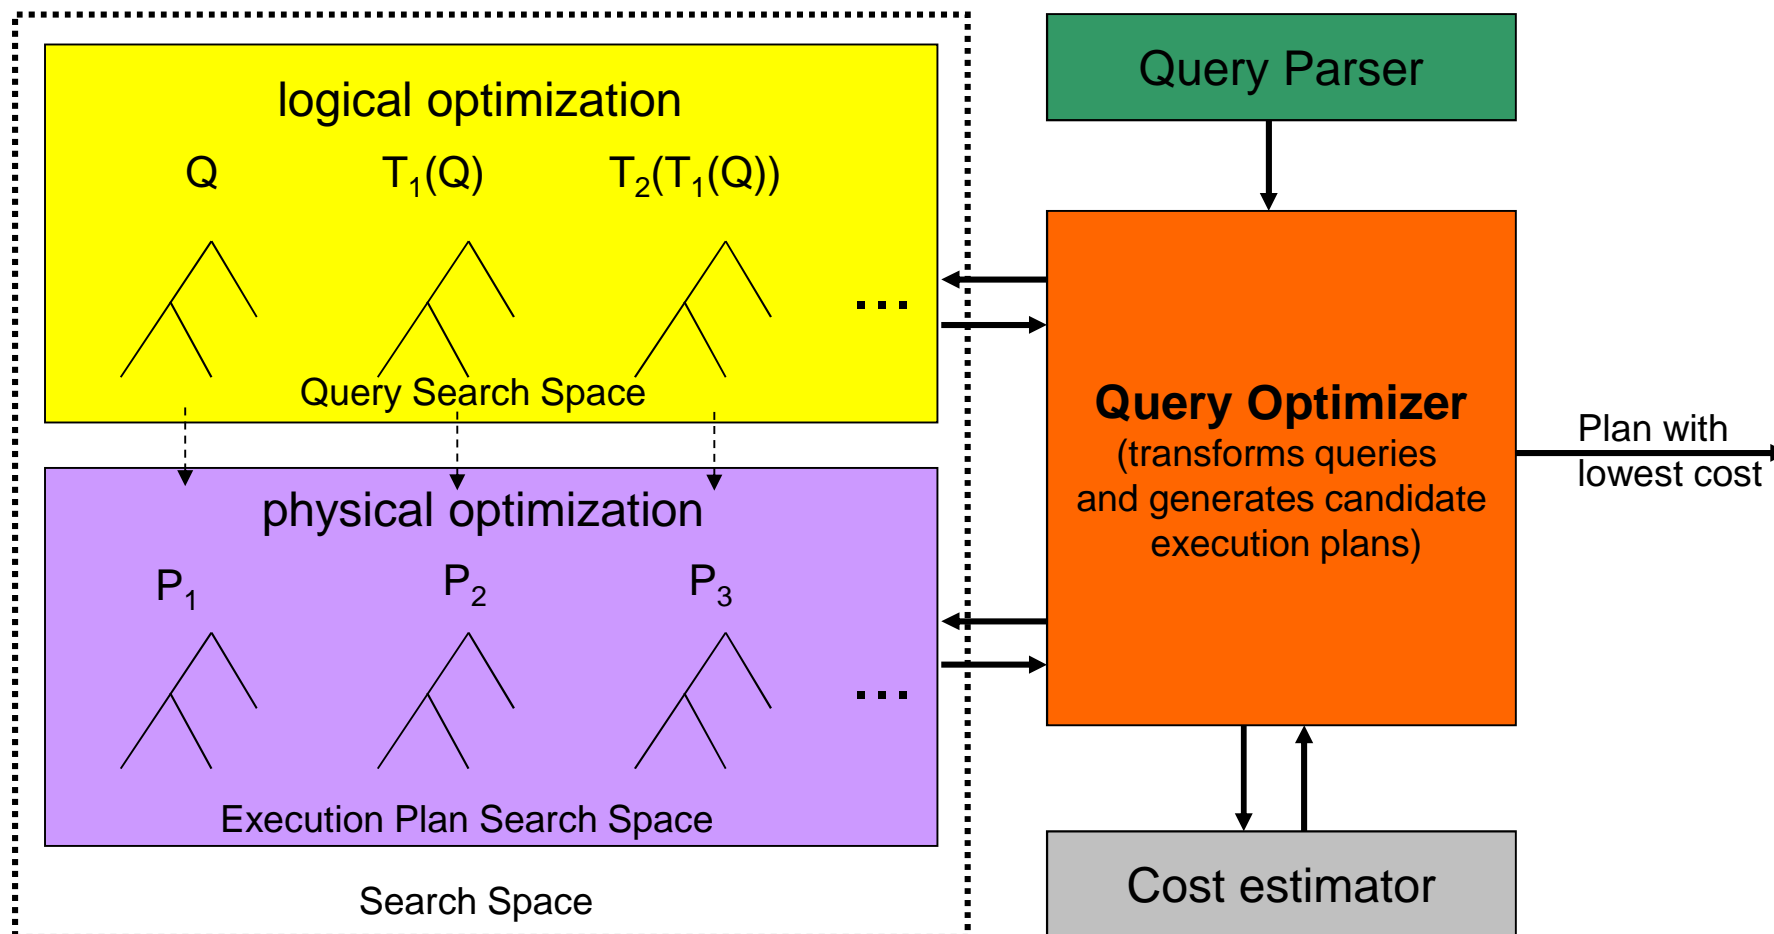 logical optimization
Q
T₁(Q)
T₂(T₁(Q))
...
Query Search Space
physical optimization
P₁
P₂
P₃
...
Execution Plan Search Space
Search Space
Query Parser
Query Optimizer
(transforms queries
and generates candidate
execution plans)
Plan with
lowest cost
Cost estimator